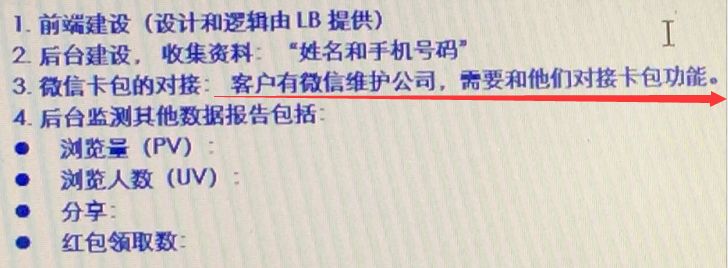 1. 前端建设（设计和逻辑由 LB 提供）
2. 后台建设，收集资料：“姓名和手机号码”
3. 微信卡包的对接：客户有微信维护公司，需要和他们对接卡包功能。
4. 后台监测其他数据报告包括：
● 浏览量（PV）：
● 浏览人数（UV）：
● 分享：
● 红包领取数：